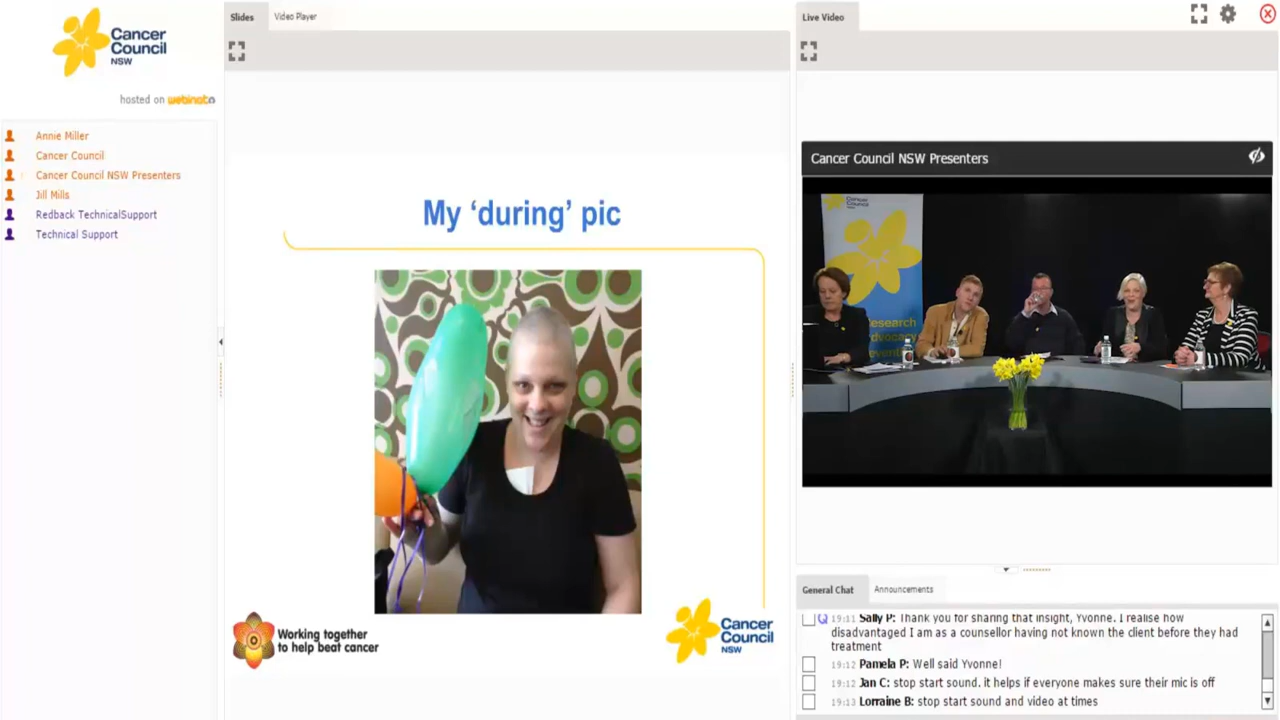 Cancer
Council
NSW
hosted on webinato
Annie Miller
Cancer Council
Cancer Council NSW Presenters
Jill Mills
Redback TechnicalSupport
Technical Support
Slides
Video Player
My ‘during’ pic
Working together
to help beat cancer
Cancer
Council
NSW
Live Video
Cancer Council NSW Presenters
Cancer
Council
esearch
dvocacy
eventi
General Chat
Announcements
19:11 Sally P: Thank you for sharing that insight, Yvonne. I realise how
disadvantaged I am as a counsellor having not known the client before they had
treatment
19:12 Pamela P: Well said Yvonne!
19:12 Jan C: stop start sound. it helps if everyone makes sure their mic is off
19:13 Lorraine B: stop start sound and video at times